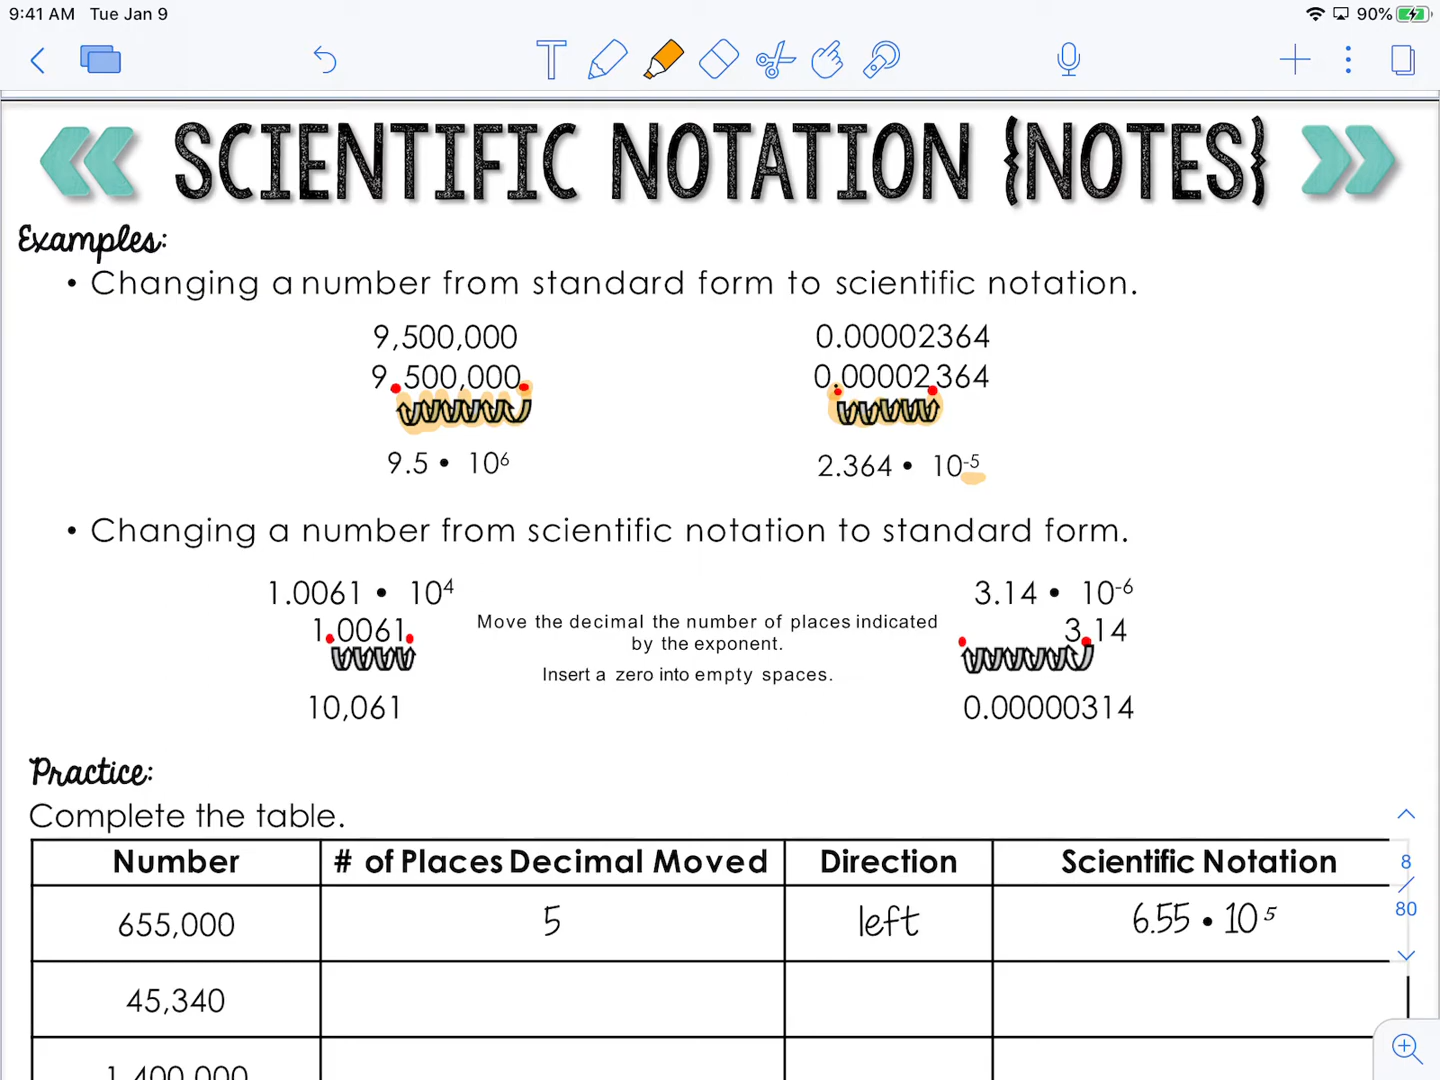 9:41 AM Tue Jan 9 90%
SCIENTIFIC NOTATION {NOTES}
Examples:
• Changing a number from standard form to scientific notation.
9,500,000 0.00002364
9.500,000. 0.00002.364
9.5 • 10⁶ 2.364 • 10⁻⁵
• Changing a number from scientific notation to standard form.
1.0061 • 10⁴ 3.14 • 10⁻⁶
1.0061. Move the decimal the number of places indicated . 3.14
by the exponent.
Insert a zero into empty spaces.
10,061 0.00000314
Practice:
Complete the table.
Number # of Places Decimal Moved Direction Scientific Notation
655,000 5 left 6.55 • 10⁵
45,340
1,400,000
8
80